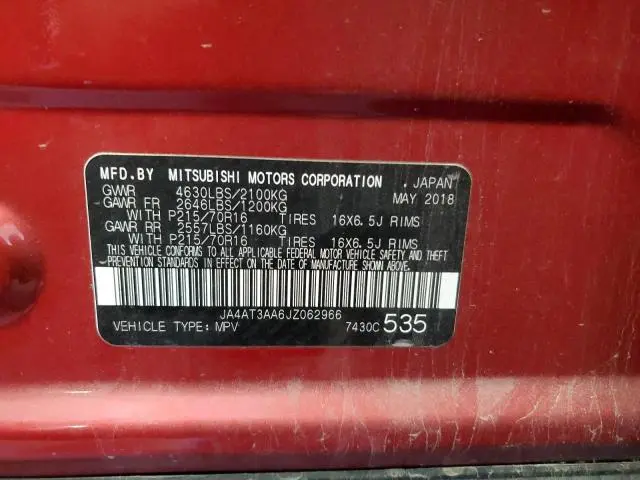 MFD.BY MITSUBISHI MOTORS CORPORATION , JAPAN
GVWR 4630LBS/2100KG MAY 2018
GAWR FR 2646LBS/1200KG
WITH P215/70R16 TIRES 16X6.5J RIMS
GAWR RR 2557LBS/1160KG
WITH P215/70R16 TIRES 16X6.5J RIMS
THIS VEHICLE CONFORMS TO ALL APPLICABLE FEDERAL MOTOR VEHICLE SAFETY AND THEFT
PREVENTION STANDARDS IN EFFECT ON THE DATE OF MANUFACTURE SHOWN ABOVE.
JA4AT3AA6JZ062966
VEHICLE TYPE: MPV 7430C 535